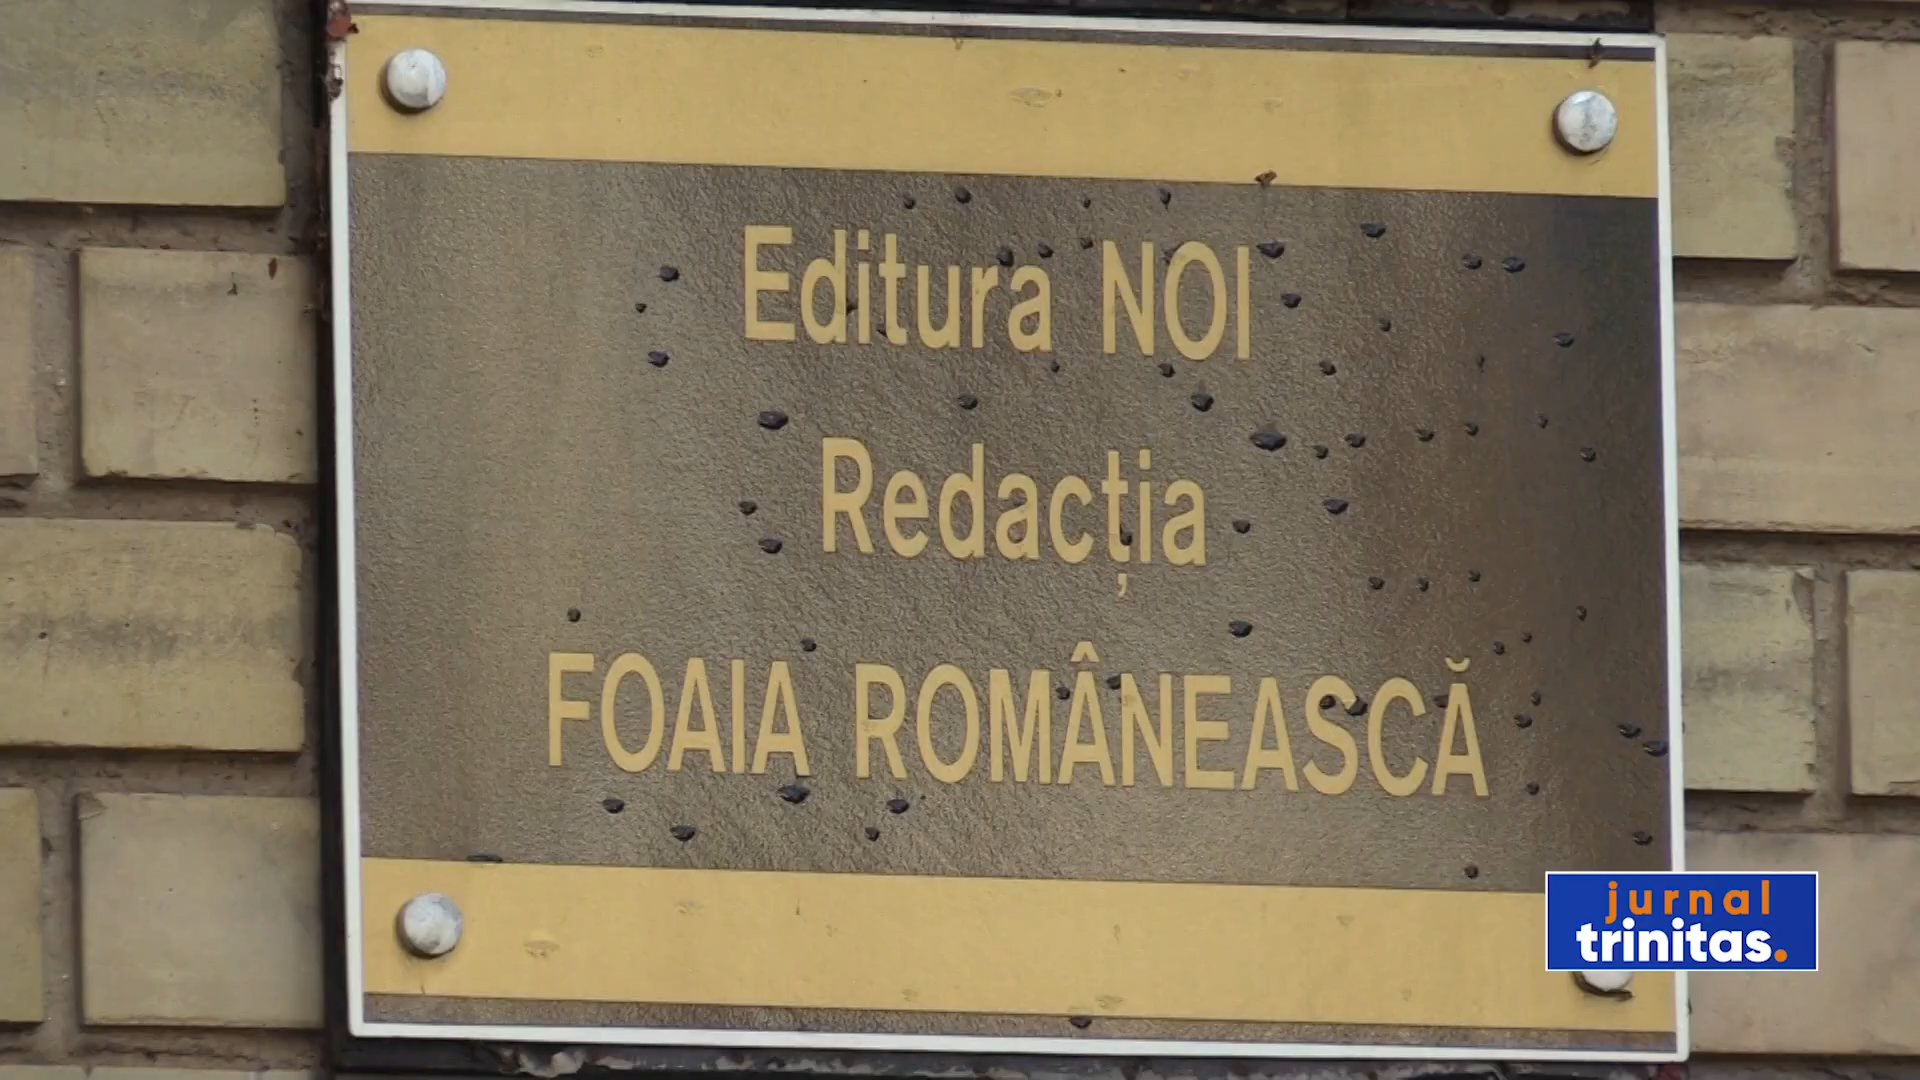 Editura NOI
Redacția
FOAIA ROMÂNEASCĂ
jurnal
trinitas.